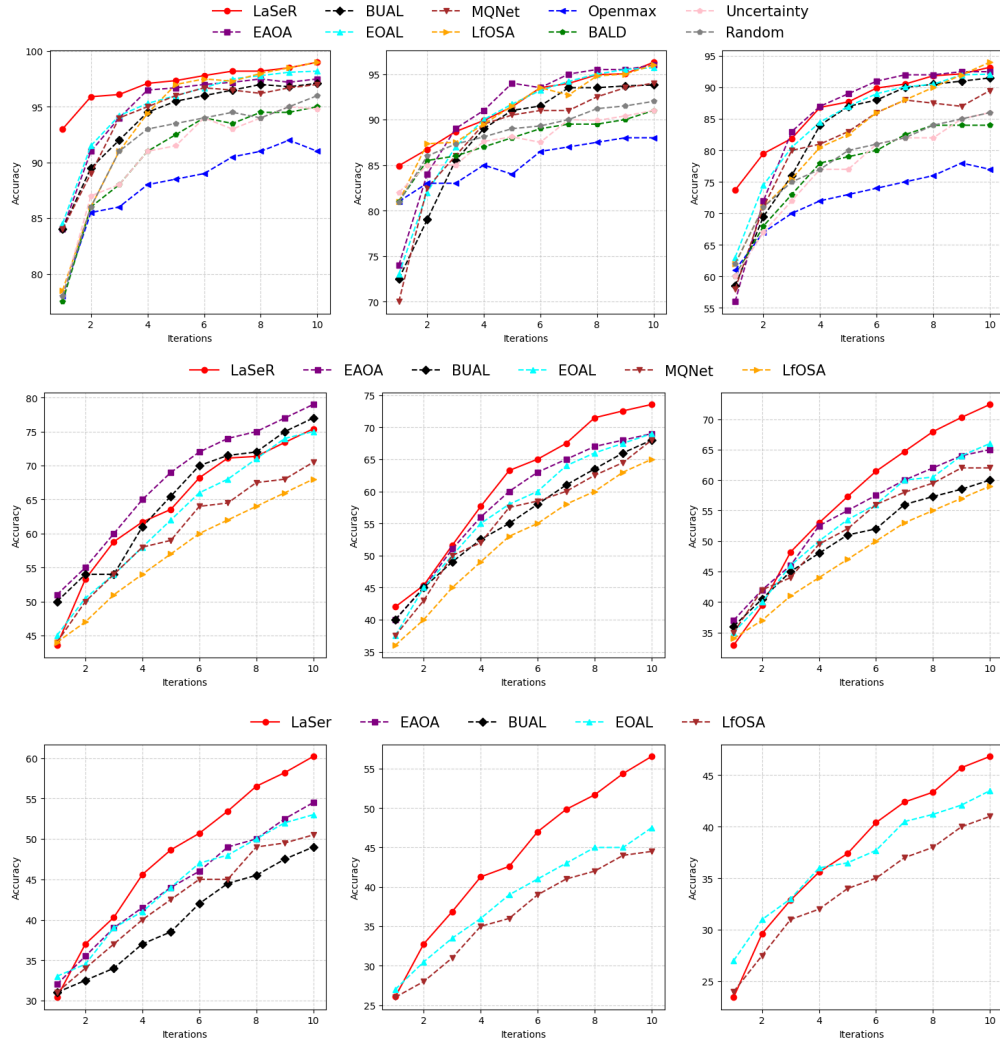 LaSeR BUAL MQNet Openmax Uncertainty
EAOA EOAL LfOSA BALD Random
100
95
90
85
80
Accuracy
2 4 6 8 10
Iterations
95
90
85
80
75
70
Accuracy
2 4 6 8 10
Iterations
95
90
85
80
75
70
65
60
55
Accuracy
2 4 6 8 10
Iterations
LaSeR EAOA BUAL EOAL MQNet LfOSA
80
75
70
65
60
55
50
45
Accuracy
2 4 6 8 10
Iterations
75
70
65
60
55
50
45
40
35
Accuracy
2 4 6 8 10
Iterations
70
65
60
55
50
45
40
35
Accuracy
2 4 6 8 10
Iterations
LaSer EAOA BUAL EOAL LfOSA
60
55
50
45
40
35
30
Accuracy
2 4 6 8 10
Iterations
55
50
45
40
35
30
25
Accuracy
2 4 6 8 10
Iterations
45
40
35
30
25
Accuracy
2 4 6 8 10
Iterations